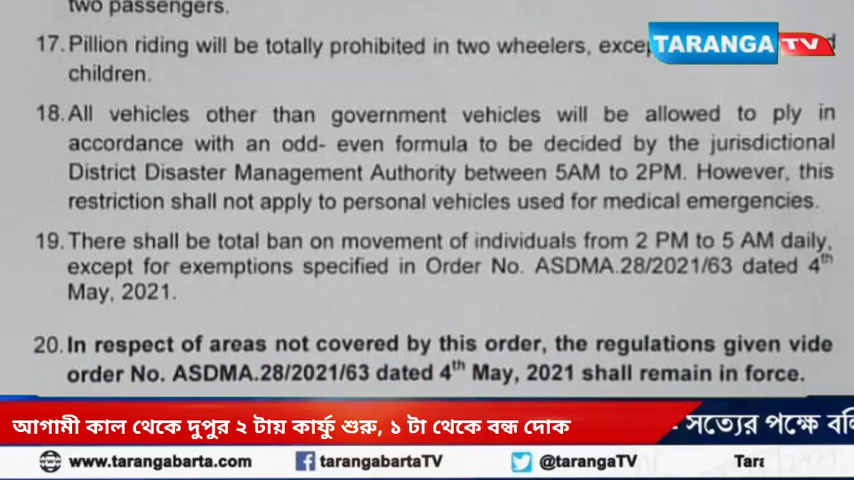 two passengers.
17. Pillion riding will be totally prohibited in two wheelers,
TARANGA TV
children.
18. All vehicles other than government vehicles will be allowed to ply in
accordance with an odd- even formula to be decided by the jurisdictional
District Disaster Management Authority between 5AM to 2PM. However, this
restriction shall not apply to personal vehicles used for medical emergencies.
19. There shall be total ban on movement of individuals from 2 PM to 5 AM daily,
except for exemptions specified in Order No. ASDMA.28/2021/63 dated 4th
May, 2021.
20. In respect of areas not covered by this order, the regulations given vide
order No. ASDMA.28/2021/63 dated 4th May, 2021 shall remain in force.
আগামী কাল থেকে দুপুর ২ টায় কার্ফু শুরু, ১ টা থেকে বন্ধ দোক
সত্যের পক্ষে
www.tarangabarta.com tarangabartaTV @tarangaTV Tara